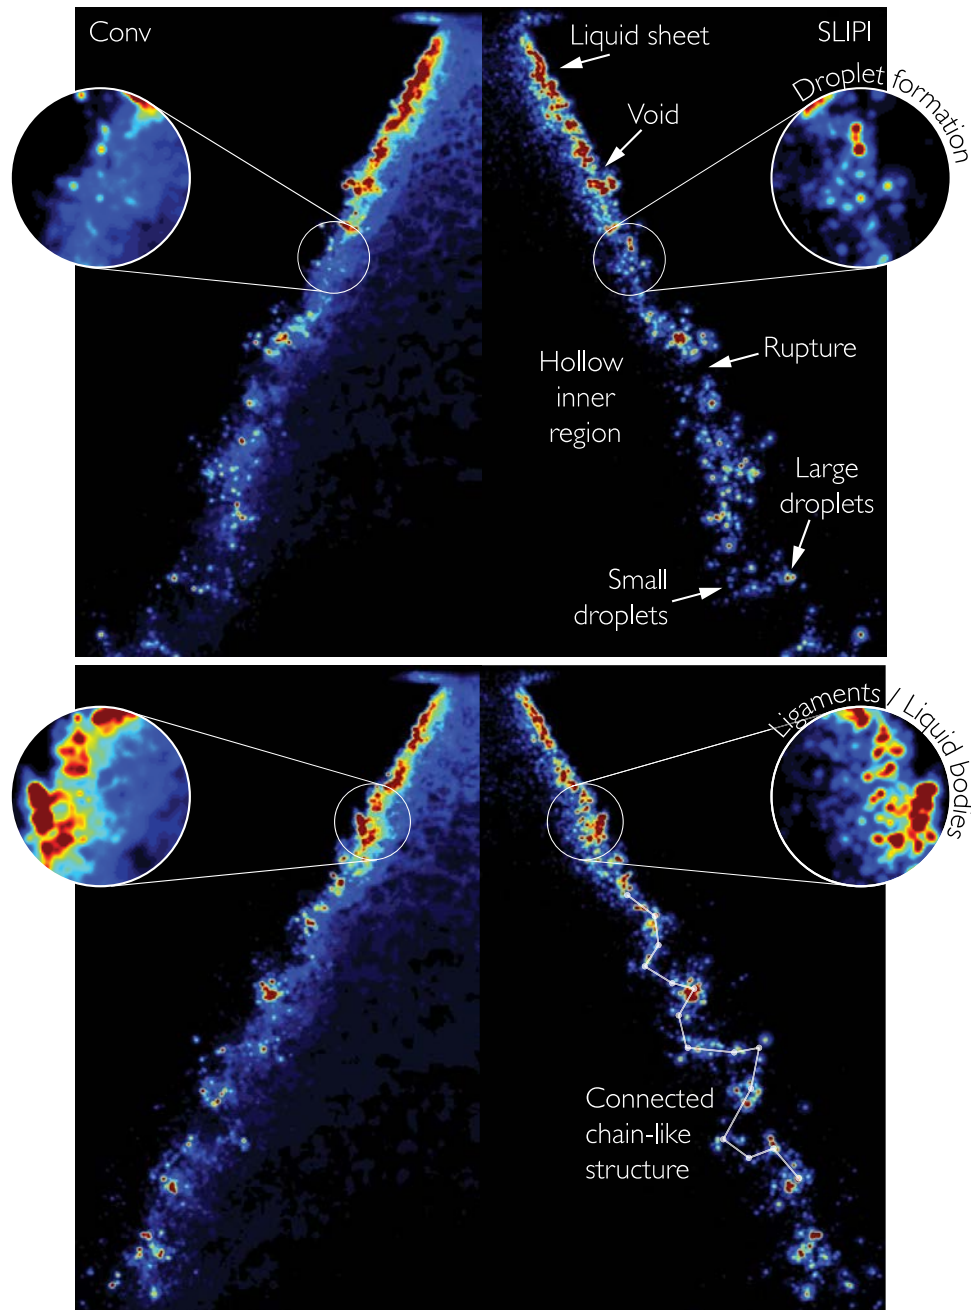 Conv
SLIPI
Liquid sheet
Droplet formation
Void
Rupture
Hollow
inner
region
Large
droplets
Small
droplets
Ligaments / Liquid bodies
Connected
chain-like
structure